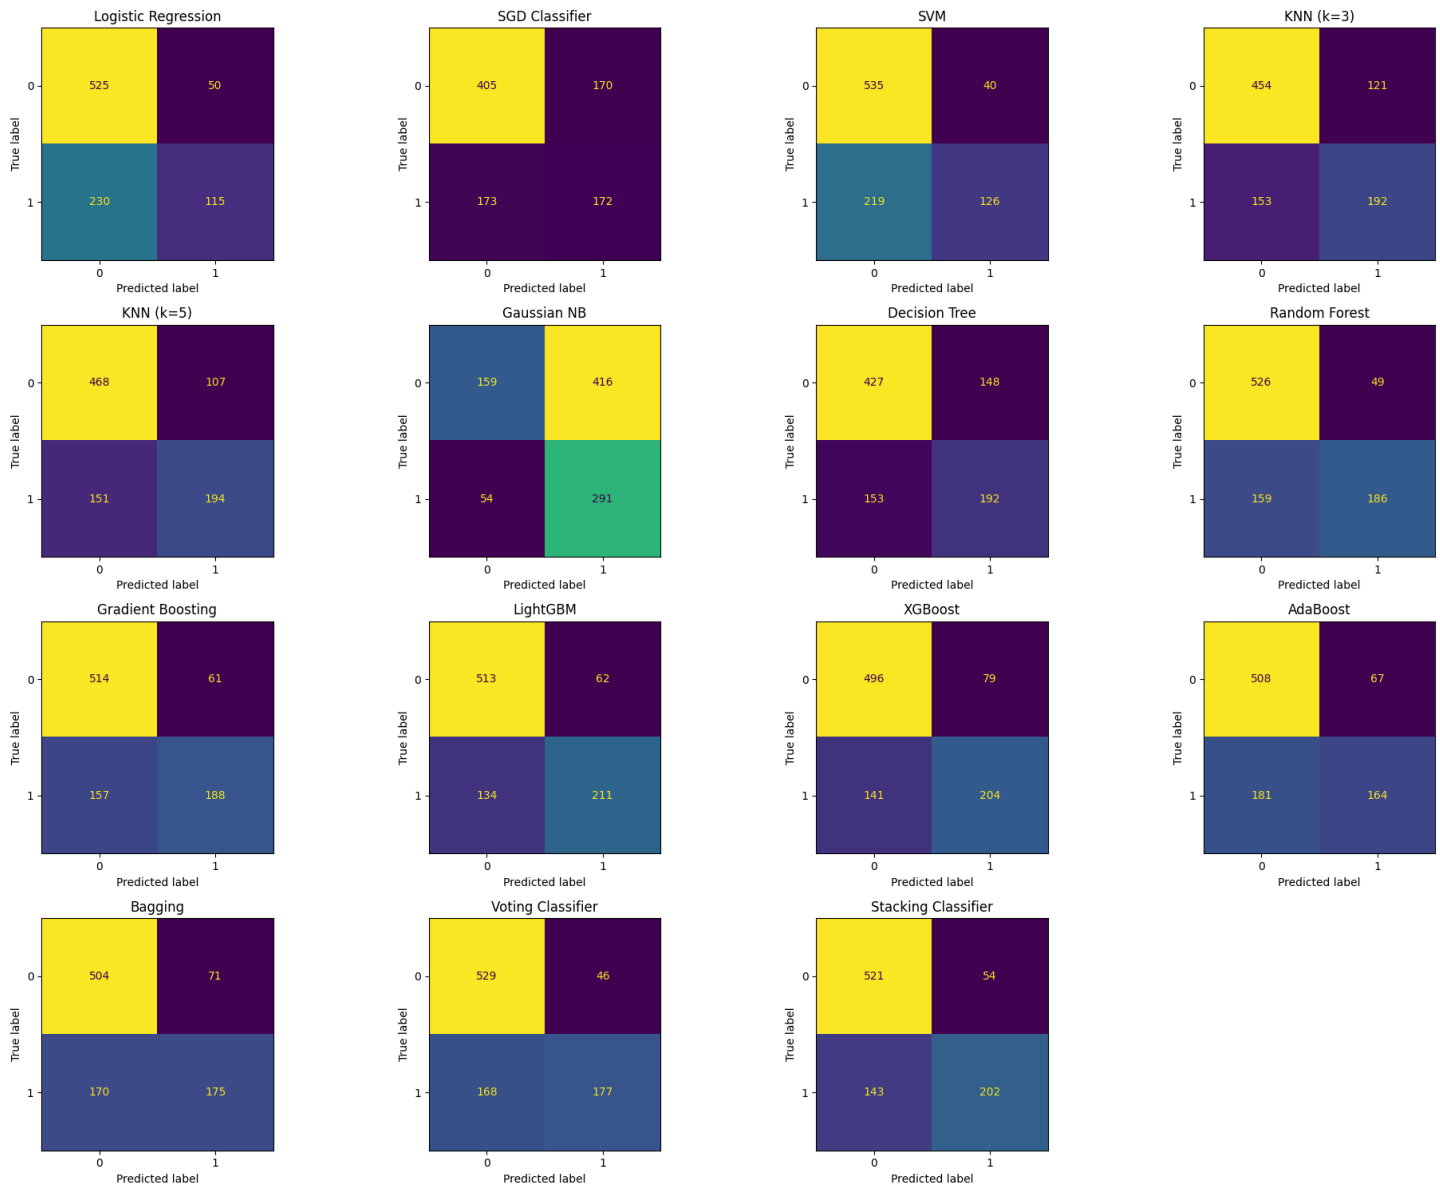 Logistic Regression
0
525
50
True label
1
230
115
0
1
Predicted label
SGD Classifier
0
405
170
True label
1
173
172
0
1
Predicted label
SVM
0
535
40
True label
1
219
126
0
1
Predicted label
KNN (k=3)
0
454
121
True label
1
153
192
0
1
Predicted label
KNN (k=5)
0
468
107
True label
1
151
194
0
1
Predicted label
Gaussian NB
0
159
416
True label
1
54
291
0
1
Predicted label
Decision Tree
0
427
148
True label
1
153
192
0
1
Predicted label
Random Forest
0
526
49
True label
1
159
186
0
1
Predicted label
Gradient Boosting
0
514
61
True label
1
157
188
0
1
Predicted label
LightGBM
0
513
62
True label
1
134
211
0
1
Predicted label
XGBoost
0
496
79
True label
1
141
204
0
1
Predicted label
AdaBoost
0
508
67
True label
1
181
164
0
1
Predicted label
Bagging
0
504
71
True label
1
170
175
0
1
Predicted label
Voting Classifier
0
529
46
True label
1
168
177
0
1
Predicted label
Stacking Classifier
0
521
54
True label
1
143
202
0
1
Predicted label